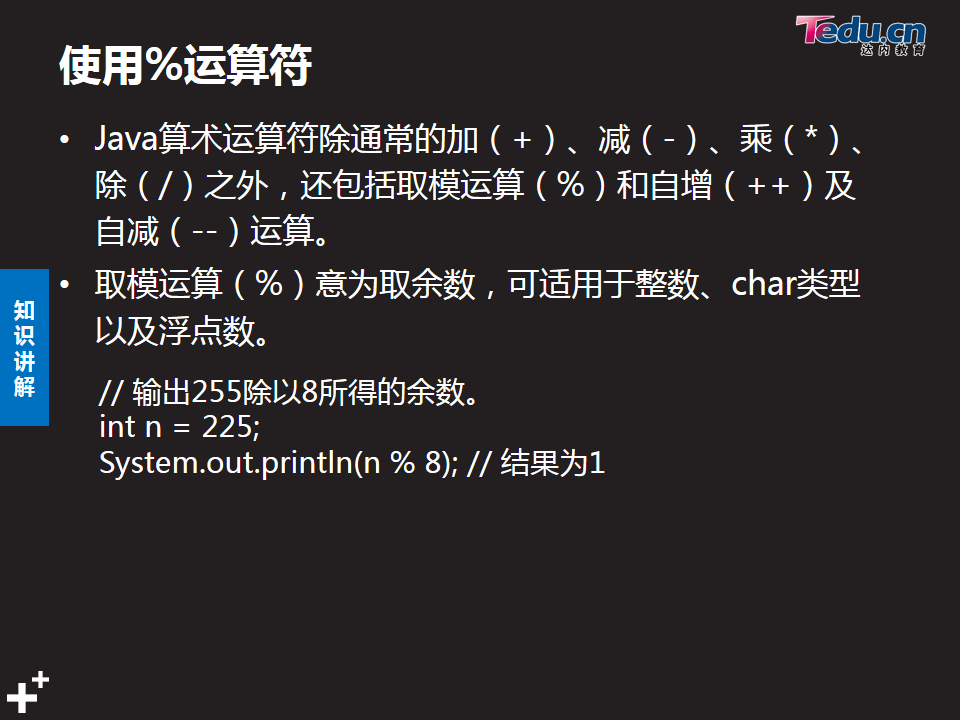 Tedu.cn
达内教育
使用%运算符
• Java算术运算符除通常的加（+）、减（-）、乘（*）、
除（/）之外，还包括取模运算（%）和自增（++）及
自减（--）运算。
• 取模运算（%）意为取余数，可适用于整数、char类型
以及浮点数。
知识讲解
// 输出255除以8所得的余数。
int n = 225;
System.out.println(n % 8); // 结果为1